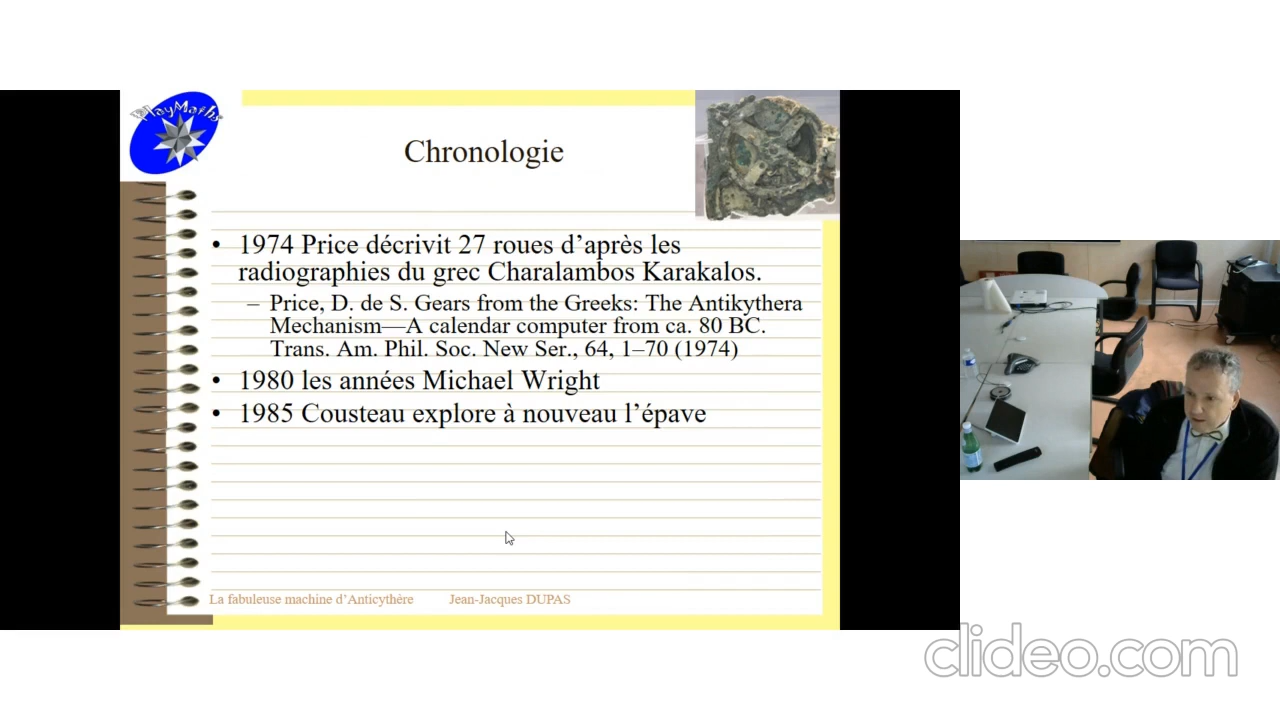 PlayMaths
Chronologie
• 1974 Price décrivit 27 roues d’après les
radiographies du grec Charalambos Karakalos.
– Price, D. de S. Gears from the Greeks: The Antikythera
Mechanism—A calendar computer from ca. 80 BC.
Trans. Am. Phil. Soc. New Ser., 64, 1–70 (1974)
• 1980 les années Michael Wright
• 1985 Cousteau explore à nouveau l’épave
La fabuleuse machine d’Anticythère Jean-Jacques DUPAS
clideo.com